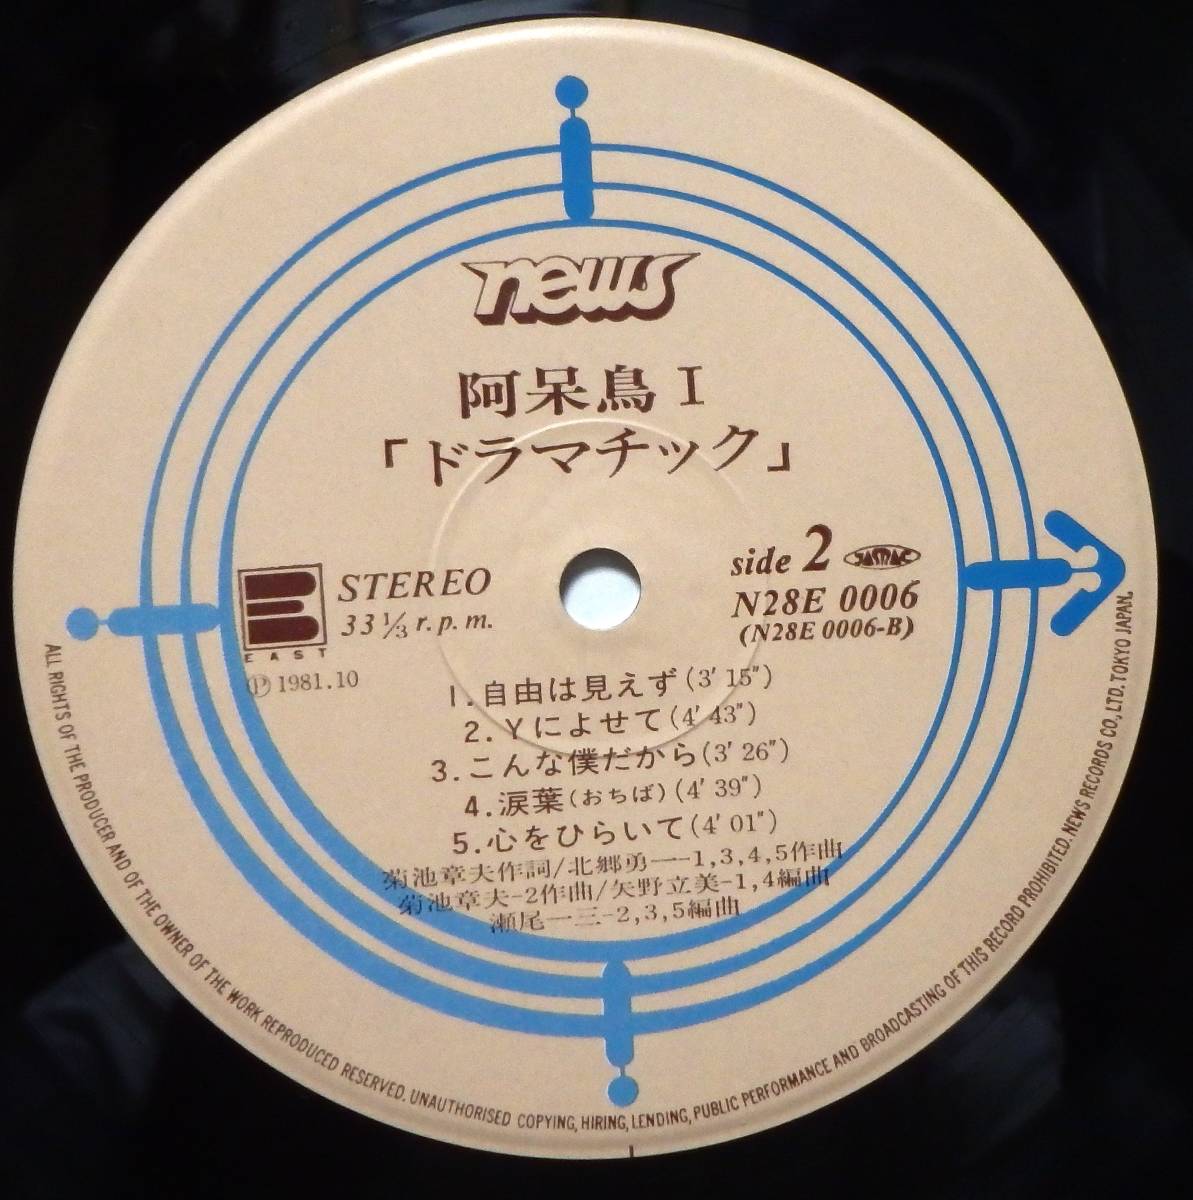 news
阿呆鳥 I
「ドラマチック」
EAST
STEREO
33 1/3 r.p.m.
Ⓟ 1981.10
side 2 JASRAC
N28E 0006
(N28E 0006-B)
1. 自由は見えず(3′15″)
2. Yによせて(4′43″)
3. こんな僕だから(3′26″)
4. 涙葉(おちば)(4′39″)
5. 心をひらいて(4′01″)
菊池章夫作詞/北郷勇一-1,3,4,5作曲
菊池章夫-2作曲/矢野立美-1,4編曲
瀬尾一三-2,3,5編曲
ALL RIGHTS OF THE PRODUCER AND OF THE OWNER OF THE WORK REPRODUCED RESERVED. UNAUTHORISED COPYING, HIRING, LENDING, PUBLIC PERFORMANCE AND BROADCASTING OF THIS RECORD PROHIBITED. NEWS RECORDS CO., LTD. TOKYO JAPAN.